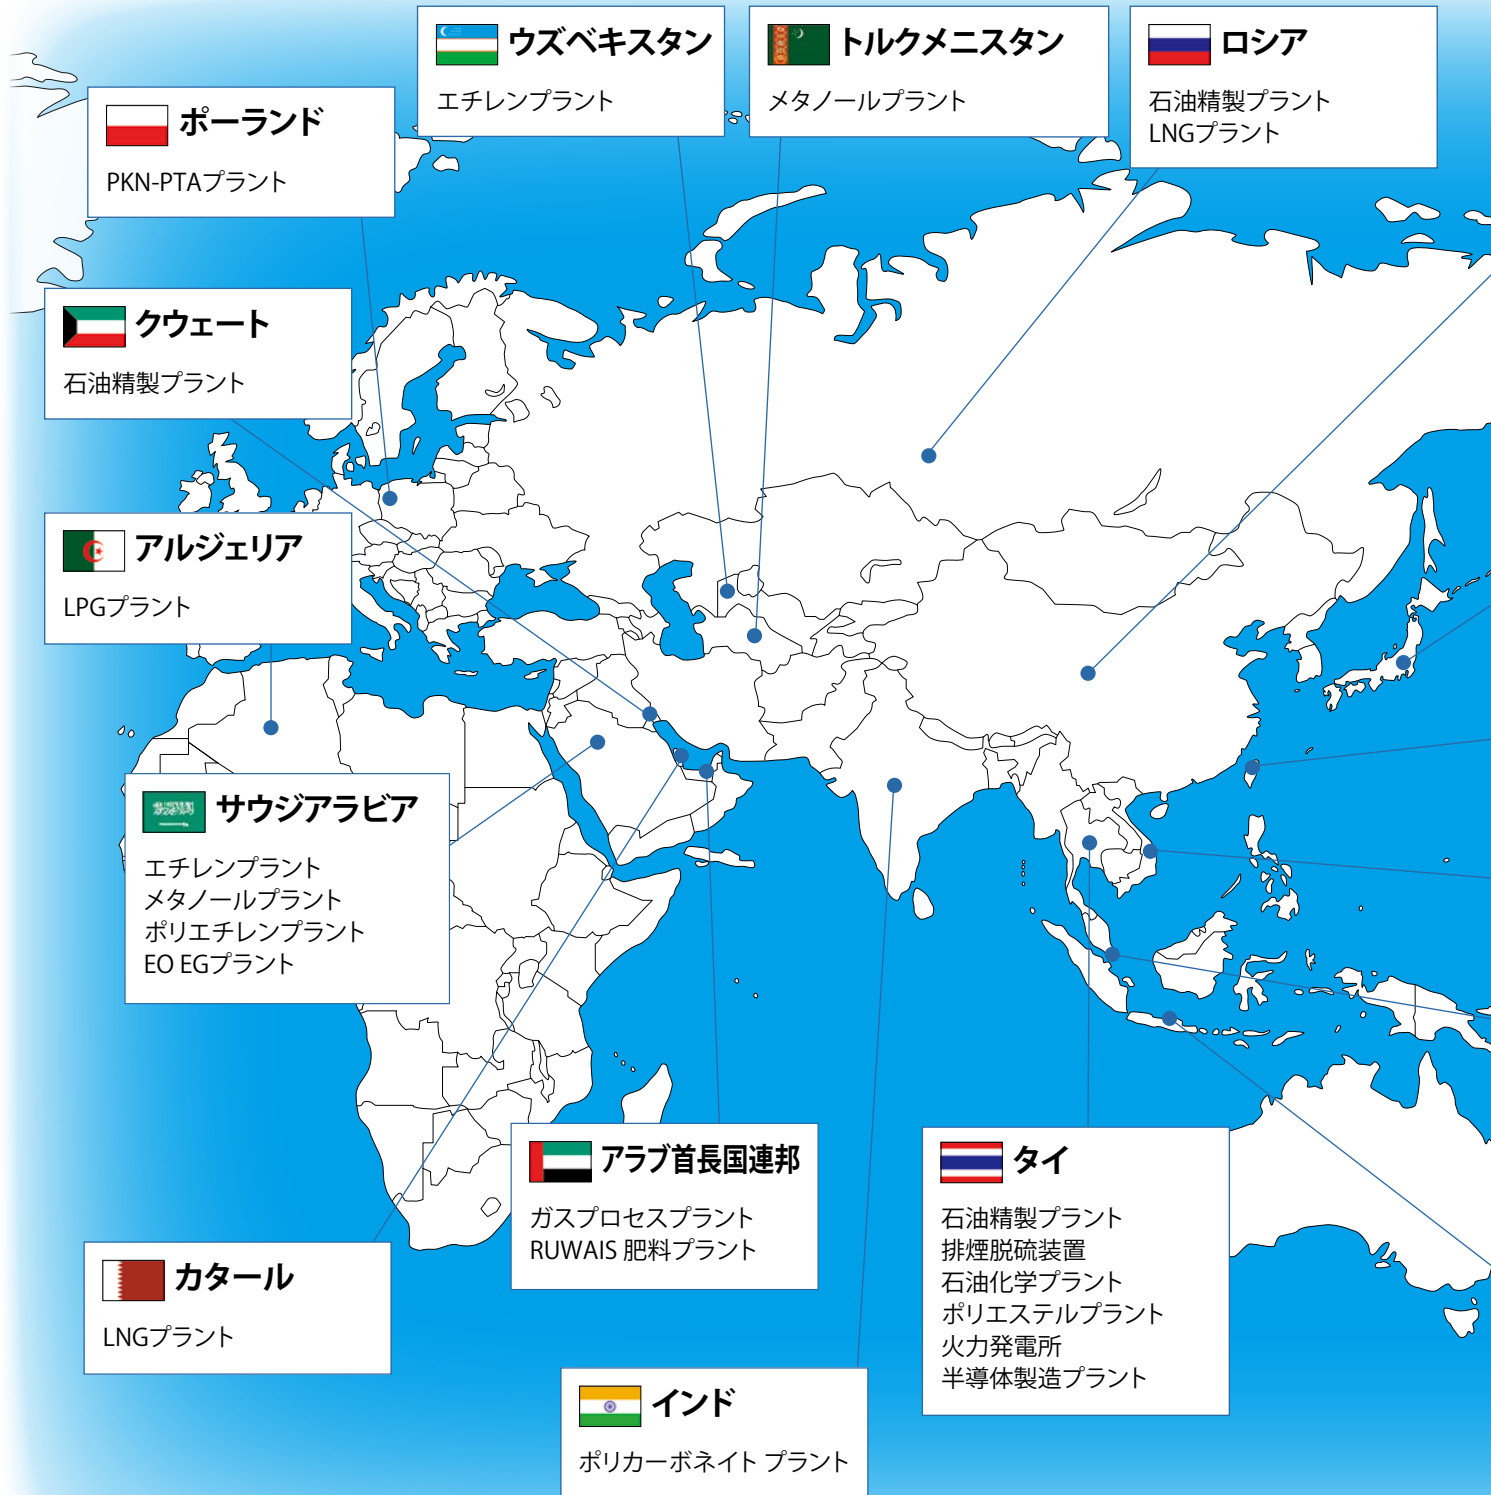 ウズベキスタン
エチレンプラント
トルクメニスタン
メタノールプラント
ロシア
石油精製プラント
LNGプラント
ポーランド
PKN-PTAプラント
クウェート
石油精製プラント
アルジェリア
LPGプラント
サウジアラビア
エチレンプラント
メタノールプラント
ポリエチレンプラント
EO EGプラント
アラブ首長国連邦
ガスプロセスプラント
RUWAIS 肥料プラント
タイ
石油精製プラント
排煙脱硫装置
石油化学プラント
ポリエステルプラント
火力発電所
半導体製造プラント
カタール
LNGプラント
インド
ポリカーボネイト プラント